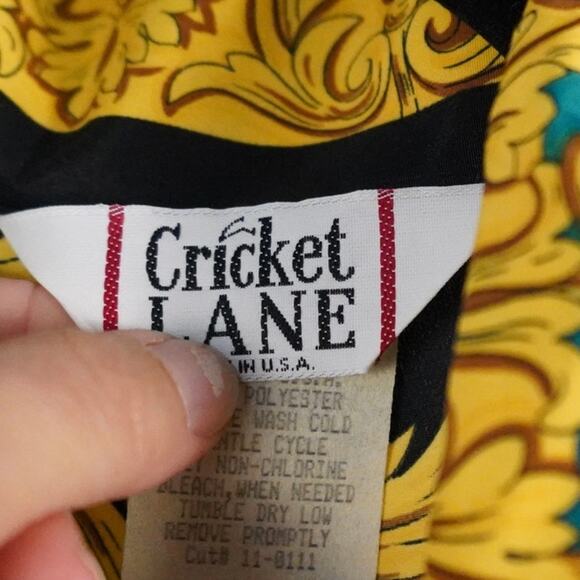 Cricket
LANE
IN U.S.A.
POLYESTER
WASH COLD
CYCLE
NON-CHLORINE
BLEACH, WHEN NEEDED
TUMBLE DRY LOW
REMOVE PROMPTLY
Cut# 11-0111